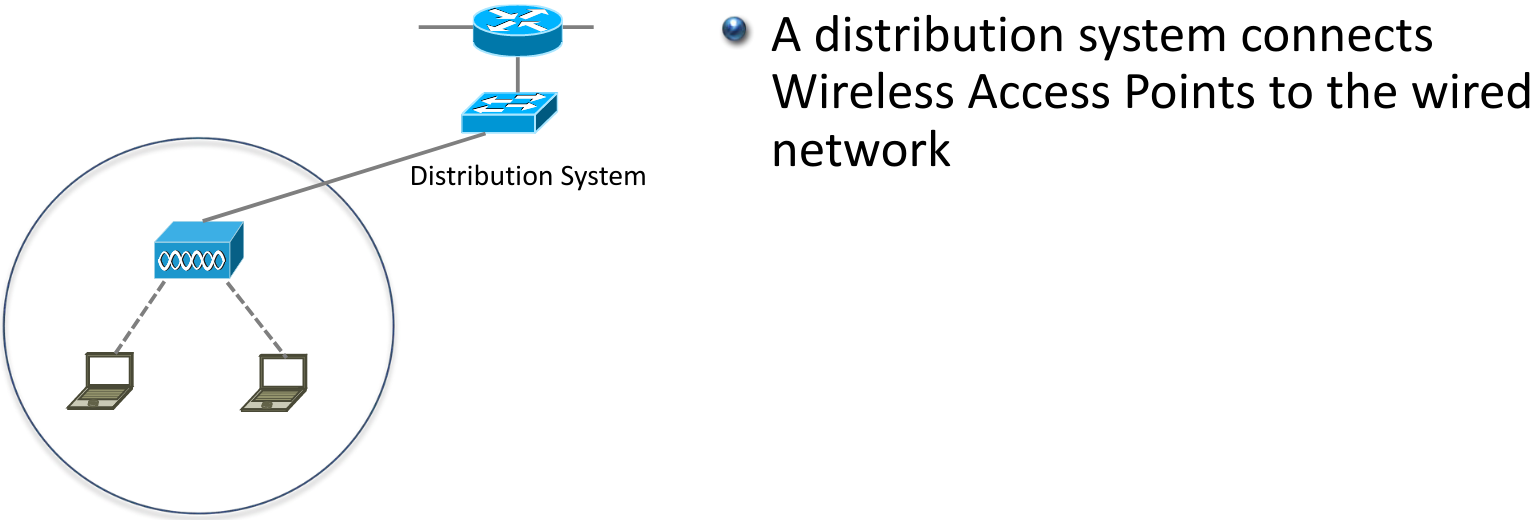 A distribution system connects
Wireless Access Points to the wired
network
Distribution System